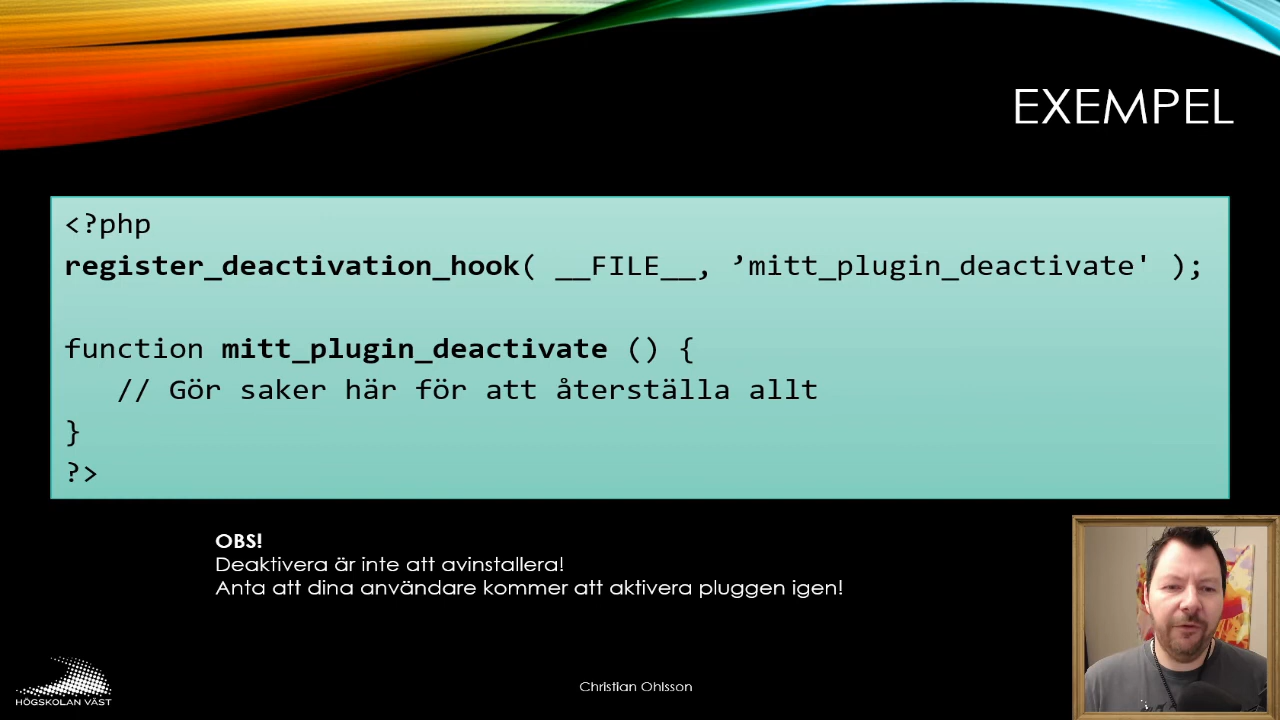 EXEMPEL
<?php
register_deactivation_hook( __FILE__, ’mitt_plugin_deactivate' );
function mitt_plugin_deactivate () {
// Gör saker här för att återställa allt
}
?>
OBS!
Deaktivera är inte att avinstallera!
Anta att dina användare kommer att aktivera pluggen igen!
HÖGSKOLAN VÄST
Christian Ohlsson